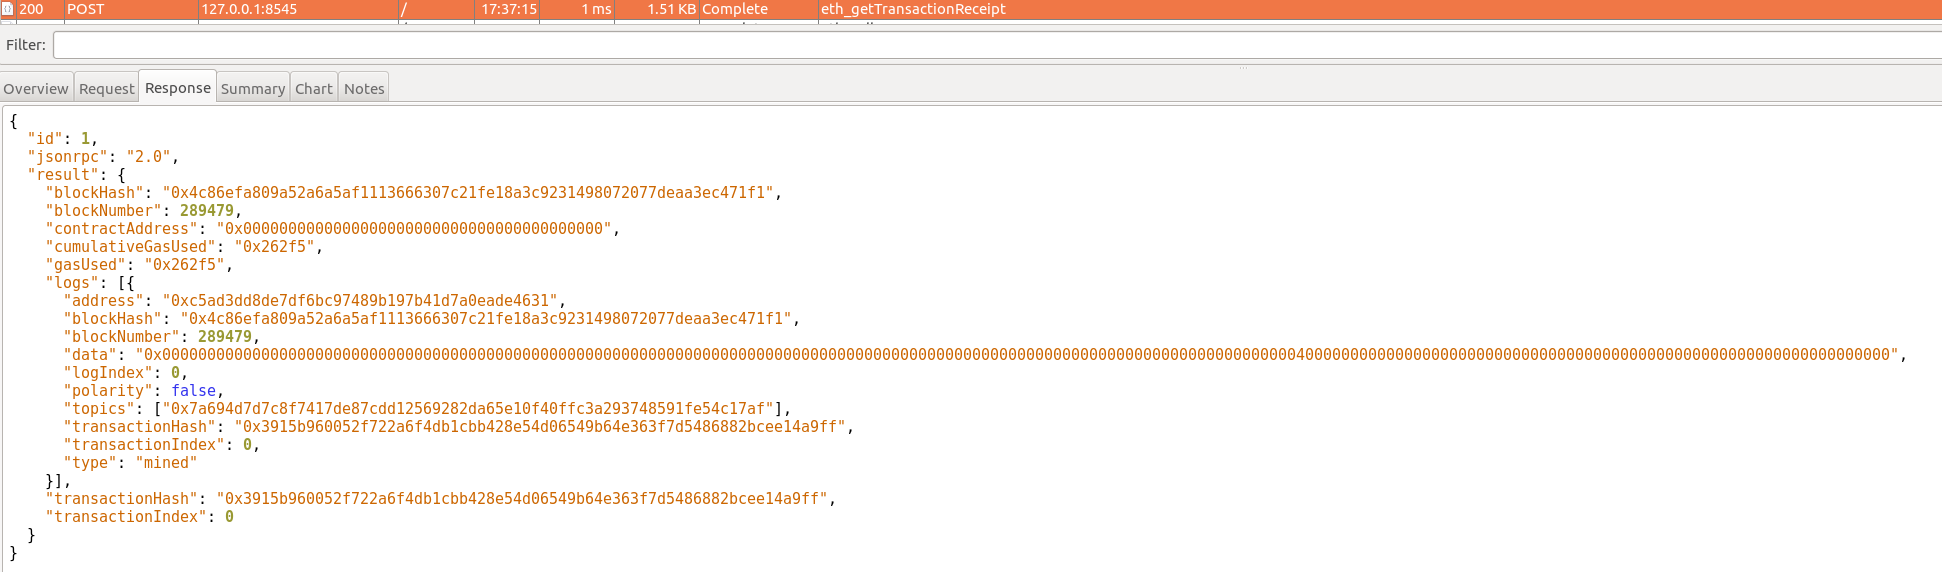 200 POST 127.0.0.1:8545 / 17:37:15 1 ms 1.51 KB Complete eth_getTransactionReceipt
Filter:
Overview Request Response Summary Chart Notes
{
"id": 1,
"jsonrpc": "2.0",
"result": {
"blockHash": "0x4c86efa809a52a6a5af1113666307c21fe18a3c9231498072077deaa3ec471f1",
"blockNumber": 289479,
"contractAddress": "0x0000000000000000000000000000000000000000",
"cumulativeGasUsed": "0x262f5",
"gasUsed": "0x262f5",
"logs": [{
"address": "0xc5ad3dd8de7df6bc97489b197b41d7a0eade4631",
"blockHash": "0x4c86efa809a52a6a5af1113666307c21fe18a3c9231498072077deaa3ec471f1",
"blockNumber": 289479,
"data": "0x000000000000000000000000000000000000000000000000000000000000000000000000000000000000000000000000000000000000000000000000000000400000000000000000000000000000000000000000000000000000000000000000",
"logIndex": 0,
"polarity": false,
"topics": ["0x7a694d7d7c8f7417de87cdd12569282da65e10f40ffc3a293748591fe54c17af"],
"transactionHash": "0x3915b960052f722a6f4db1cbb428e54d06549b64e363f7d5486882bcee14a9ff",
"transactionIndex": 0,
"type": "mined"
}],
"transactionHash": "0x3915b960052f722a6f4db1cbb428e54d06549b64e363f7d5486882bcee14a9ff",
"transactionIndex": 0
}
}